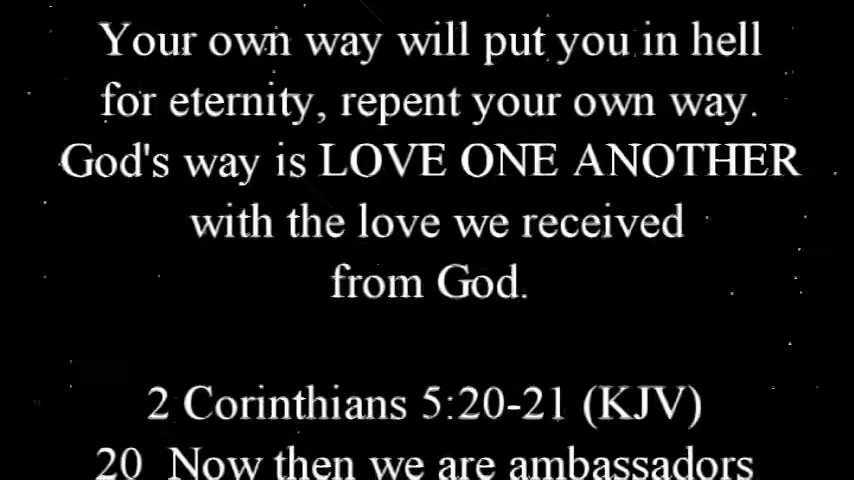 Your own way will put you in hell
for eternity, repent your own way.
God's way is LOVE ONE ANOTHER
with the love we received
from God.
2 Corinthians 5:20-21 (KJV)
20 Now then we are ambassadors